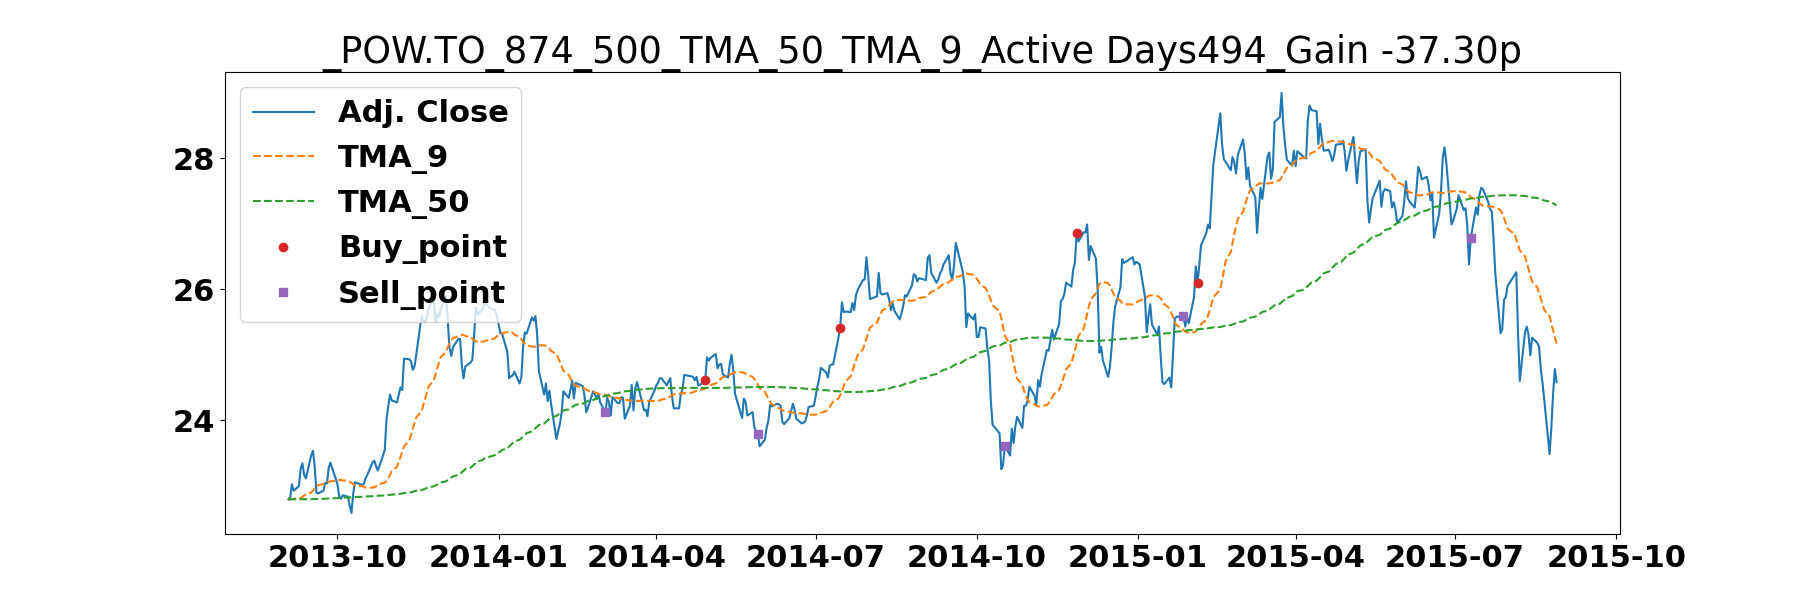 _POW.TO_874_500_TMA_50_TMA_9_Active Days494_Gain -37.30p
Adj. Close
TMA_9
TMA_50
Buy_point
Sell_point
28
26
24
2013-10 2014-01 2014-04 2014-07 2014-10 2015-01 2015-04 2015-07 2015-10